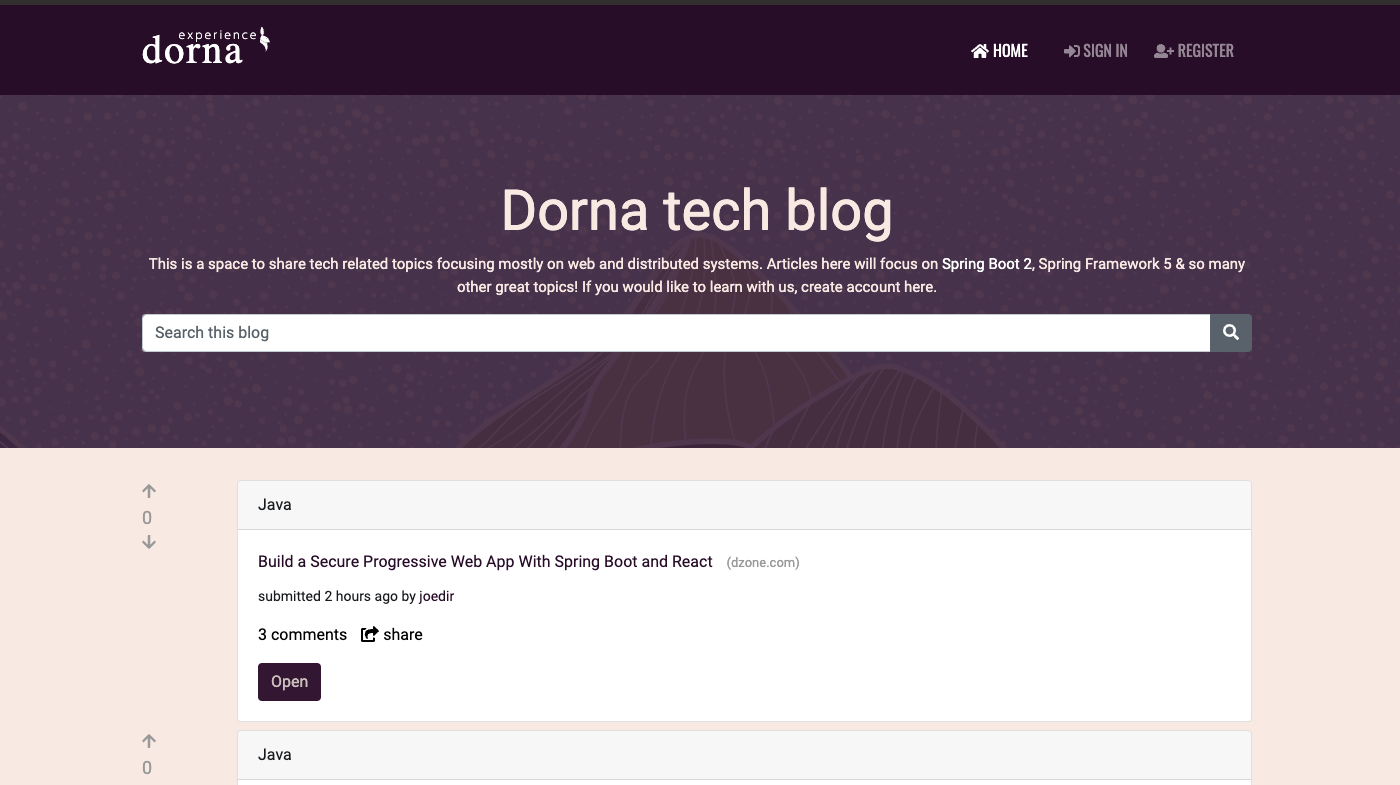 experience
dorna
HOME
SIGN IN
REGISTER
Dorna tech blog
This is a space to share tech related topics focusing mostly on web and distributed systems. Articles here will focus on Spring Boot 2, Spring Framework 5 & so many
other great topics! If you would like to learn with us, create account here.
Search this blog
0
Java
Build a Secure Progressive Web App With Spring Boot and React (dzone.com)
submitted 2 hours ago by joedir
3 comments share
Open
0
Java